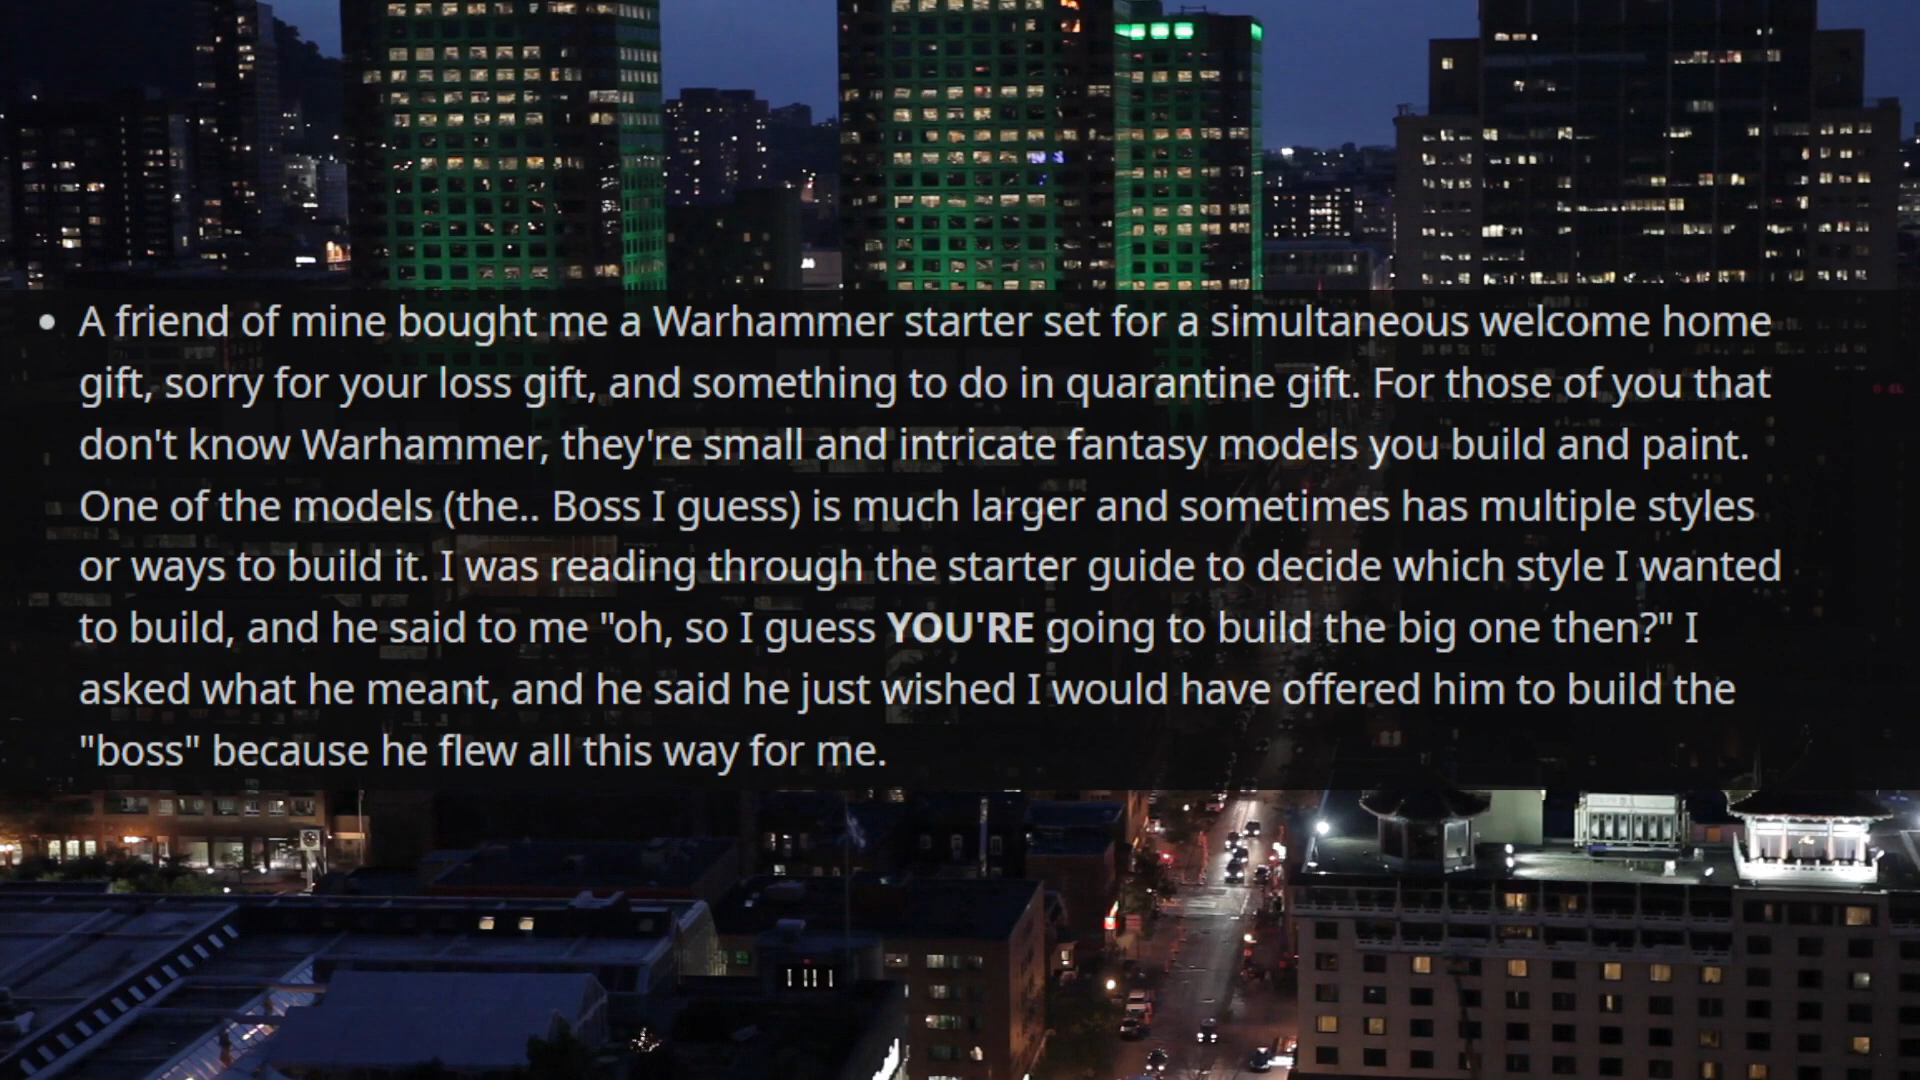 • A friend of mine bought me a Warhammer starter set for a simultaneous welcome home
gift, sorry for your loss gift, and something to do in quarantine gift. For those of you that
don't know Warhammer, they're small and intricate fantasy models you build and paint.
One of the models (the.. Boss I guess) is much larger and sometimes has multiple styles
or ways to build it. I was reading through the starter guide to decide which style I wanted
to build, and he said to me "oh, so I guess YOU'RE going to build the big one then?" I
asked what he meant, and he said he just wished I would have offered him to build the
"boss" because he flew all this way for me.